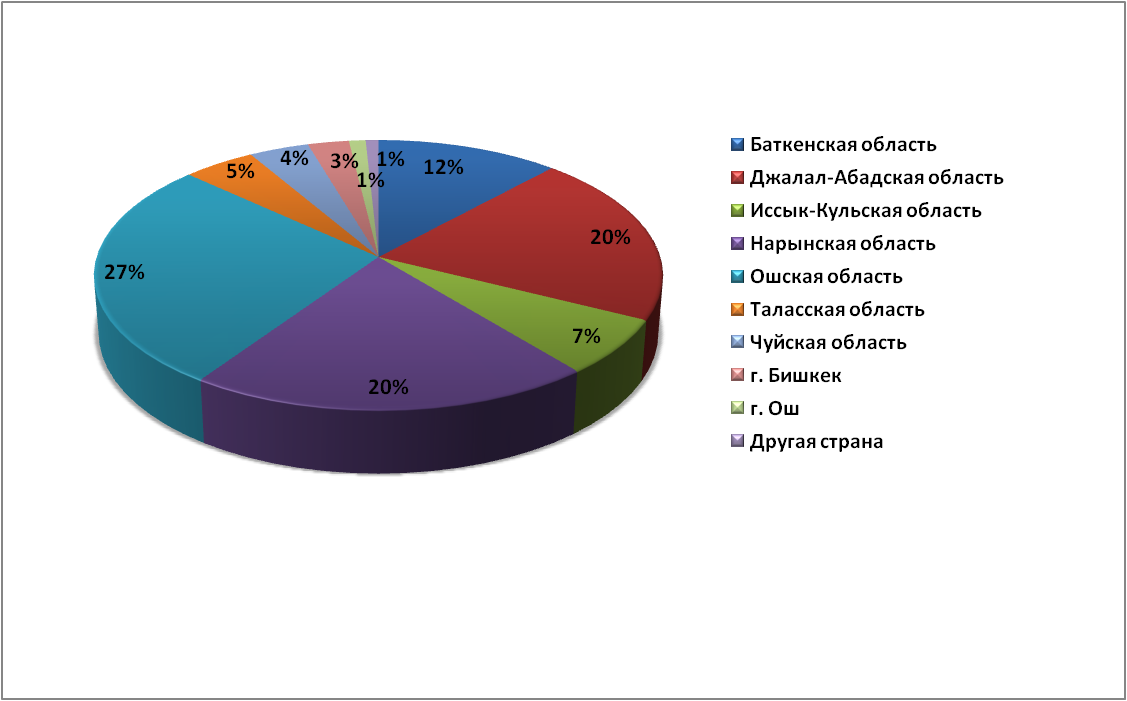 4%
3%
1%
12%
5%
1%
20%
27%
7%
20%
Баткенская область
Джалал-Абадская область
Иссык-Кульская область
Нарынская область
Ошская область
Таласская область
Чуйская область
г. Бишкек
г. Ош
Другая страна